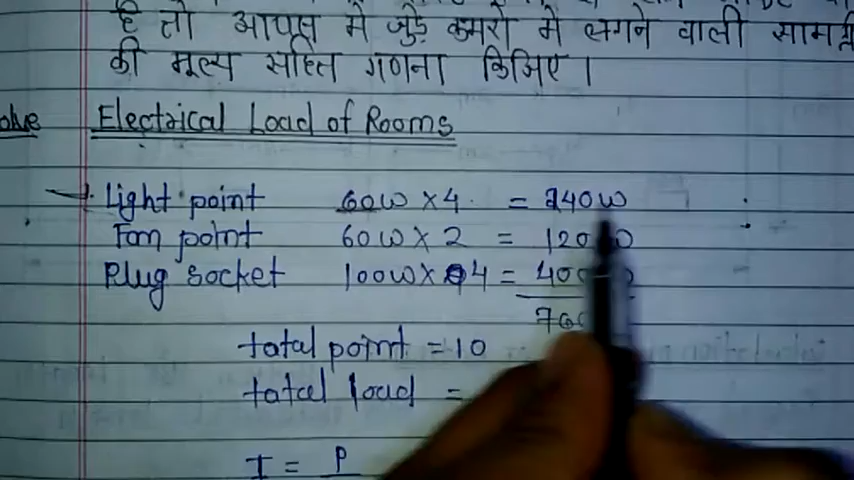 है तो आपस मे जुड़े कमरो मे लगने वाली सामग्री
की मूल्य सहित गणना किजिए।
Electrical Load of Rooms
Light point 60W × 4 = 240W
Fan point 60W × 2 = 120
Plug socket 100W × 4 = 400
760
total point = 10
total load =
I = P